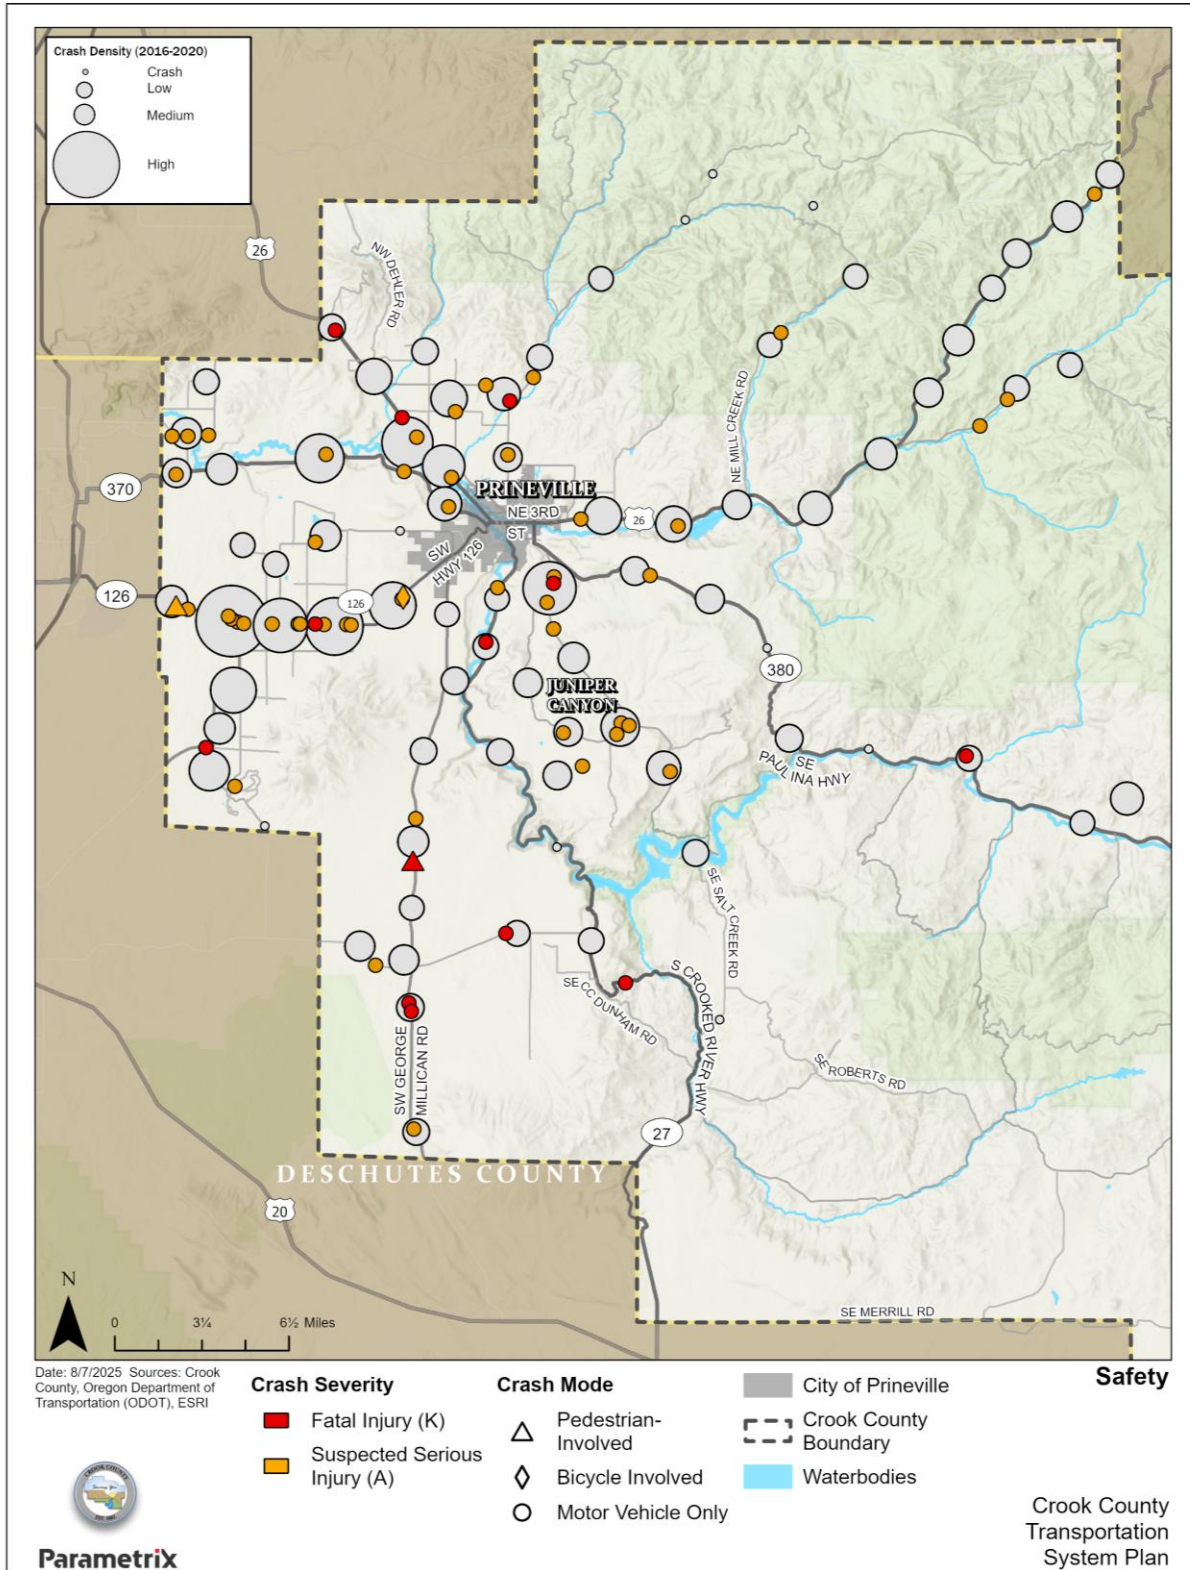 Crash Density (2016-2020)
Crash
Low
Medium
High
26
NW DEHLER RD
370
NE MILL CREEK RD
PRINEVILLE
NE 3RD
ST
26
SW
HWY 126
126
126
380
JUNIPER
CANYON
SE
PAULINA HWY
SE SALT CREEK RD
S CROOKED RIVER HWY
SE CC DUNHAM RD
SW GEORGE
MILLICAN RD
SE ROBERTS RD
27
DESCHUTES COUNTY
20
N
0 3¼ 6½ Miles
SE MERRILL RD
Date: 8/7/2025 Sources: Crook
County, Oregon Department of
Transportation (ODOT), ESRI
Crash Severity
Fatal Injury (K)
Suspected Serious
Injury (A)
Crash Mode
Pedestrian-
Involved
Bicycle Involved
Motor Vehicle Only
City of Prineville
Crook County
Boundary
Waterbodies
Safety
CROOK COUNTY
Parametrix
Crook County
Transportation
System Plan